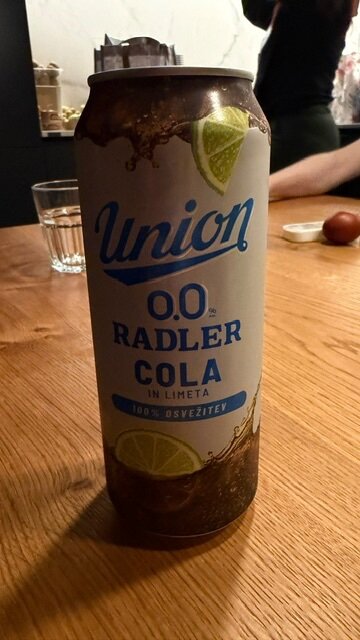 Union
0.0 %
RADLER
COLA
IN LIMETA
100% OSVEŽITEV